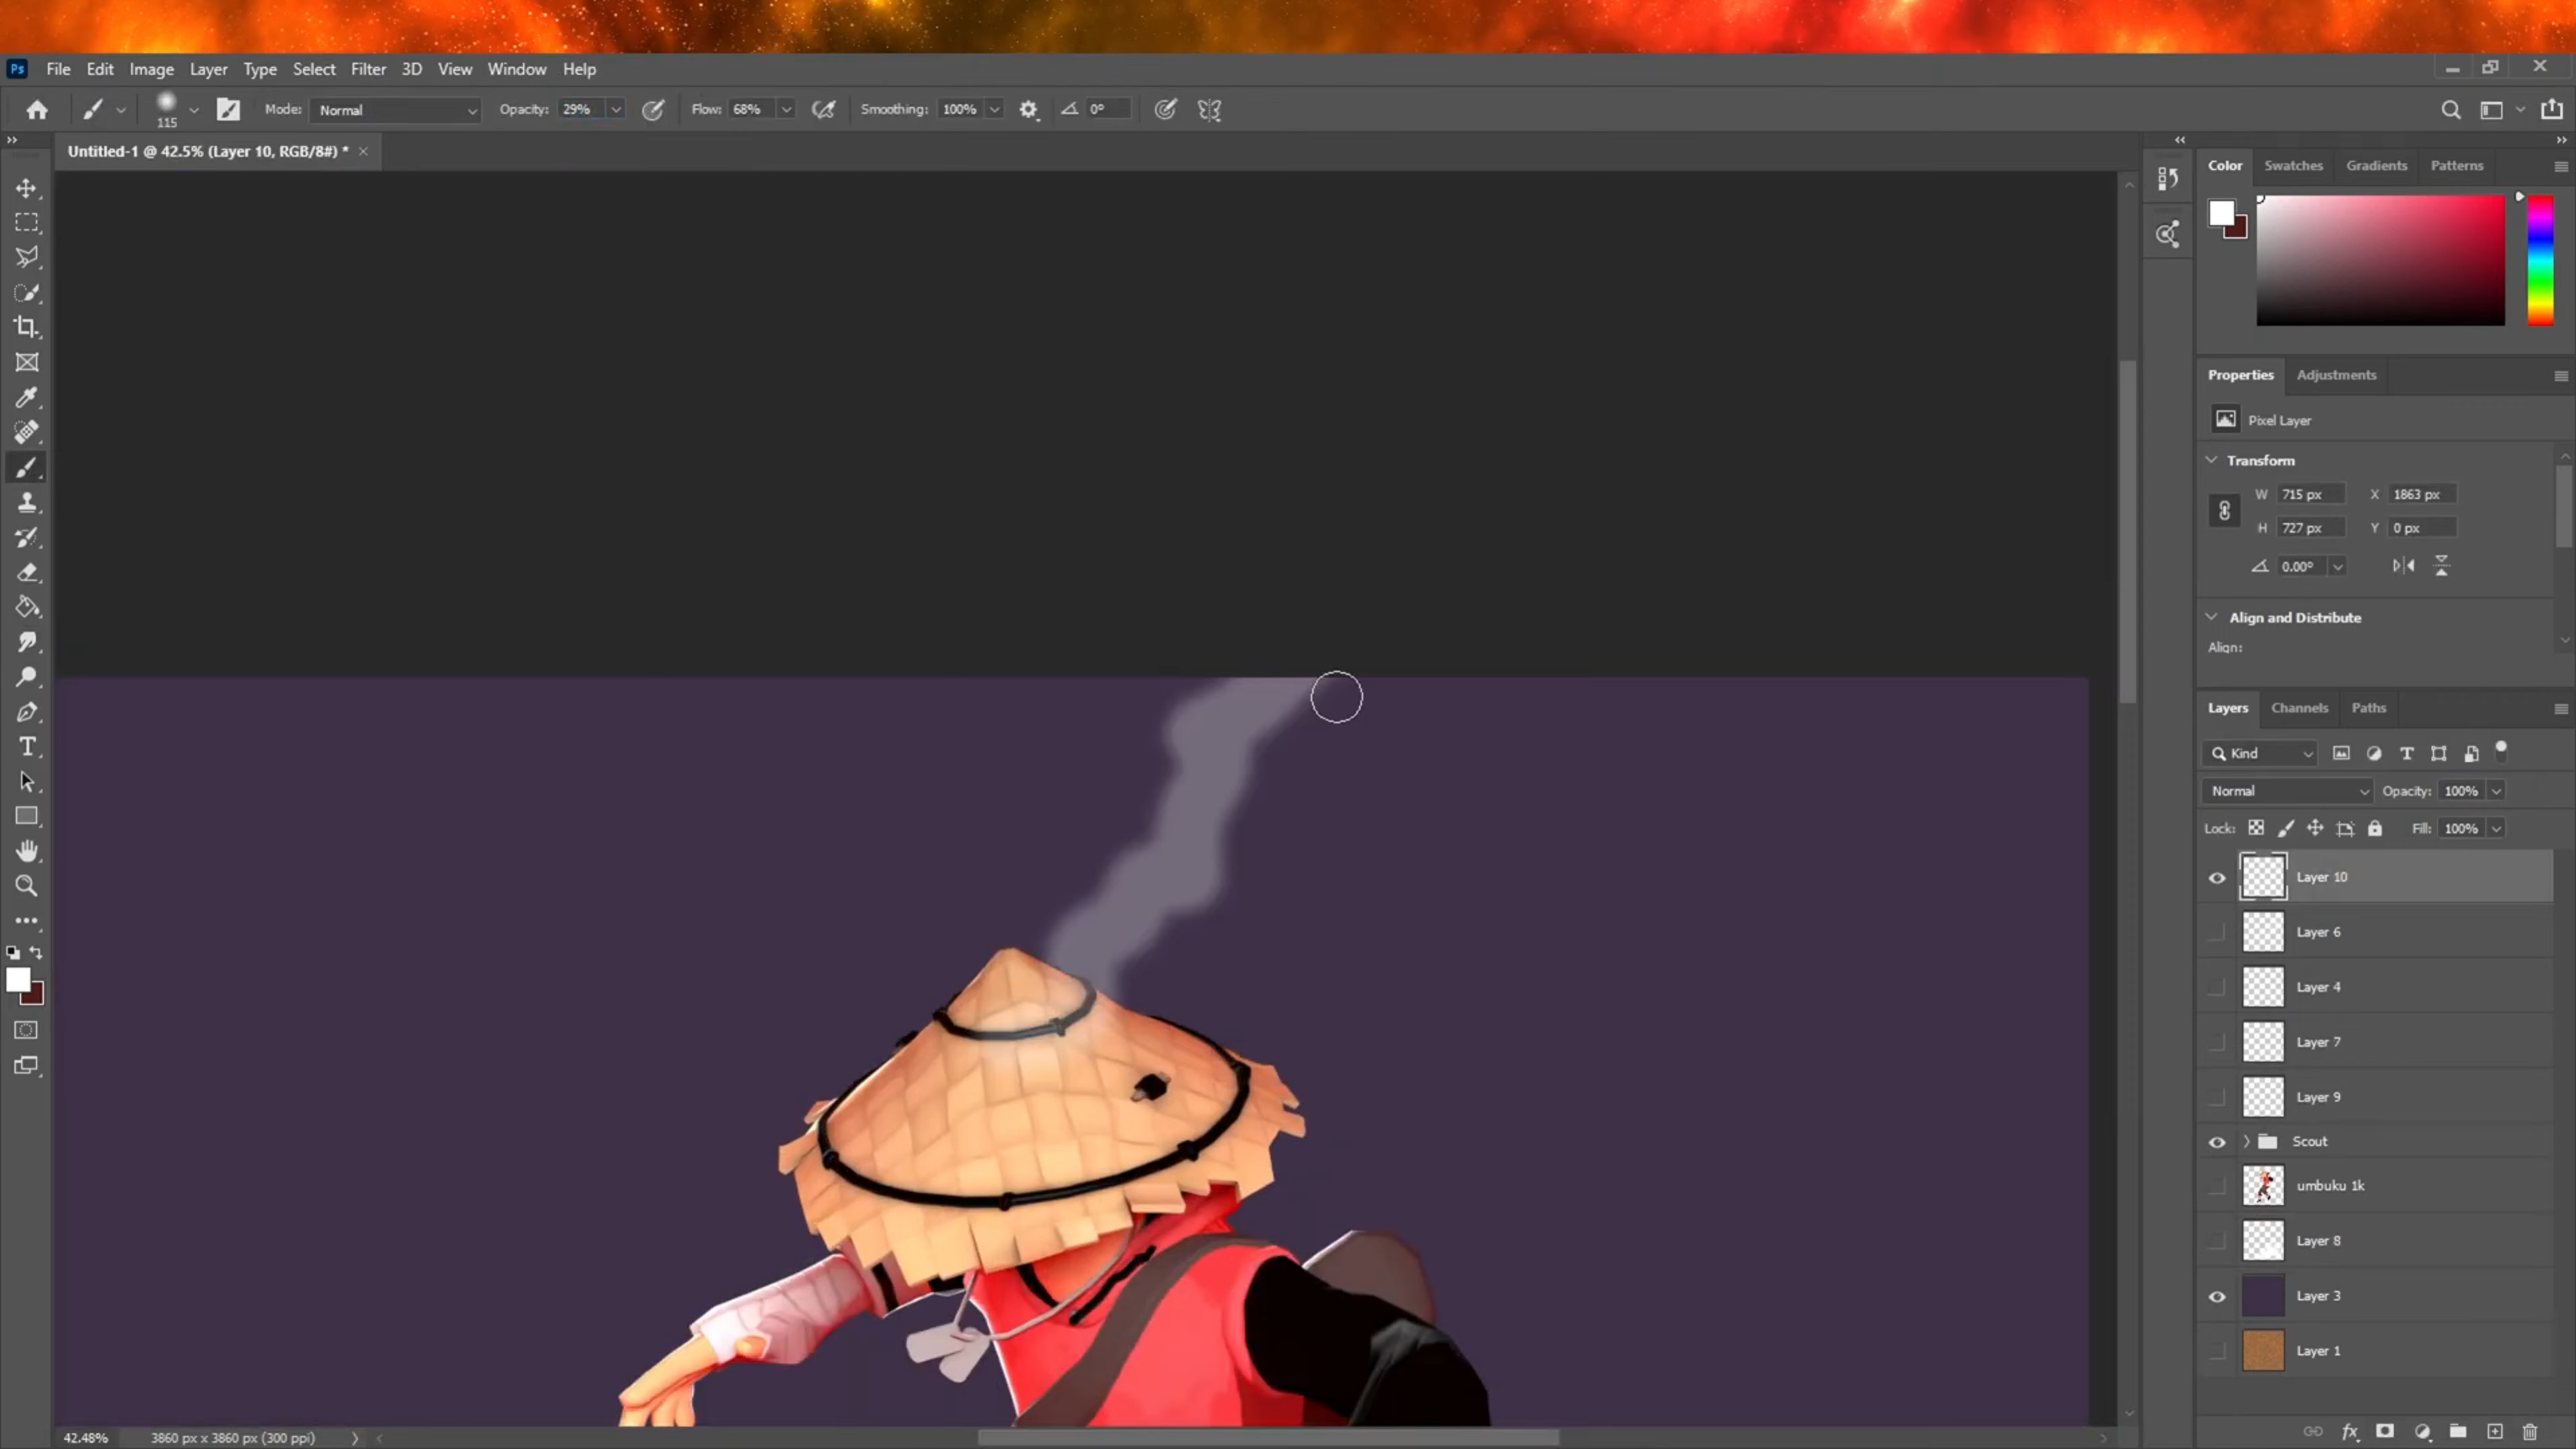 Ps File Edit Image Layer Type Select Filter 3D View Window Help
115 Mode: Normal Opacity: 29% Flow: 68% Smoothing: 100% 0°
Untitled-1 @ 42.5% (Layer 10, RGB/8#) *
Color Swatches Gradients Patterns
Properties Adjustments
Pixel Layer
Transform
W 715 px X 1863 px
H 727 px Y 0 px
0.00°
Align and Distribute
Align:
Layers Channels Paths
Kind
Normal Opacity: 100%
Lock: Fill: 100%
Layer 10
Layer 6
Layer 4
Layer 7
Layer 9
Scout
umbuku 1k
Layer 8
Layer 3
Layer 1
42.48% 3860 px x 3860 px (300 ppi)